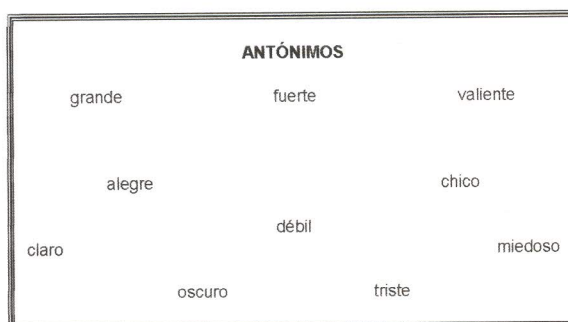 ANTÓNIMOS
grande fuerte valiente
alegre chico
débil
claro miedoso
oscuro triste